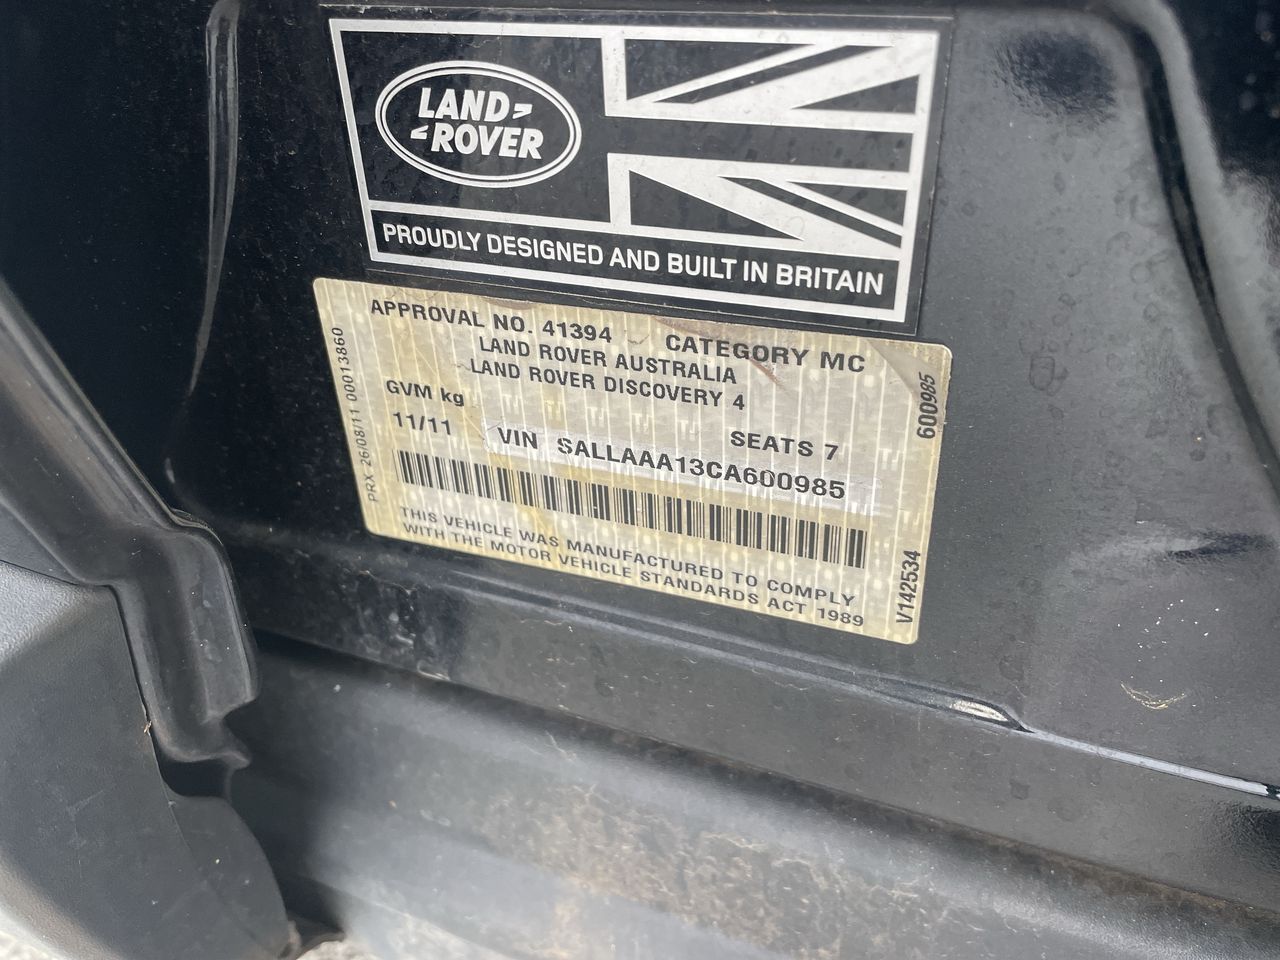 LAND
ROVER
PROUDLY DESIGNED AND BUILT IN BRITAIN
APPROVAL NO. 41394 CATEGORY MC
LAND ROVER AUSTRALIA
LAND ROVER DISCOVERY 4
GVM kg
11/11 SEATS 7
VIN SALLAAA13CA600985
THIS VEHICLE WAS MANUFACTURED TO COMPLY
WITH THE MOTOR VEHICLE STANDARDS ACT 1989
PRX 26/08/11 00013860
600985
V142534